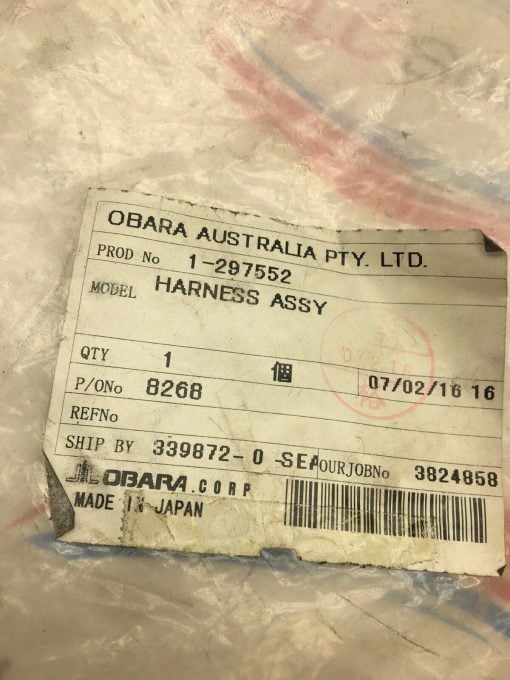 OBARA AUSTRALIA PTY. LTD.
PROD No 1-297552
MODEL HARNESS ASSY
QTY 1 個 07/02/16 16
P/ONo 8268
REFNo
SHIP BY 339872-0 -SEA OURJOBNo 3824858
OBARA.CORP
MADE IN JAPAN